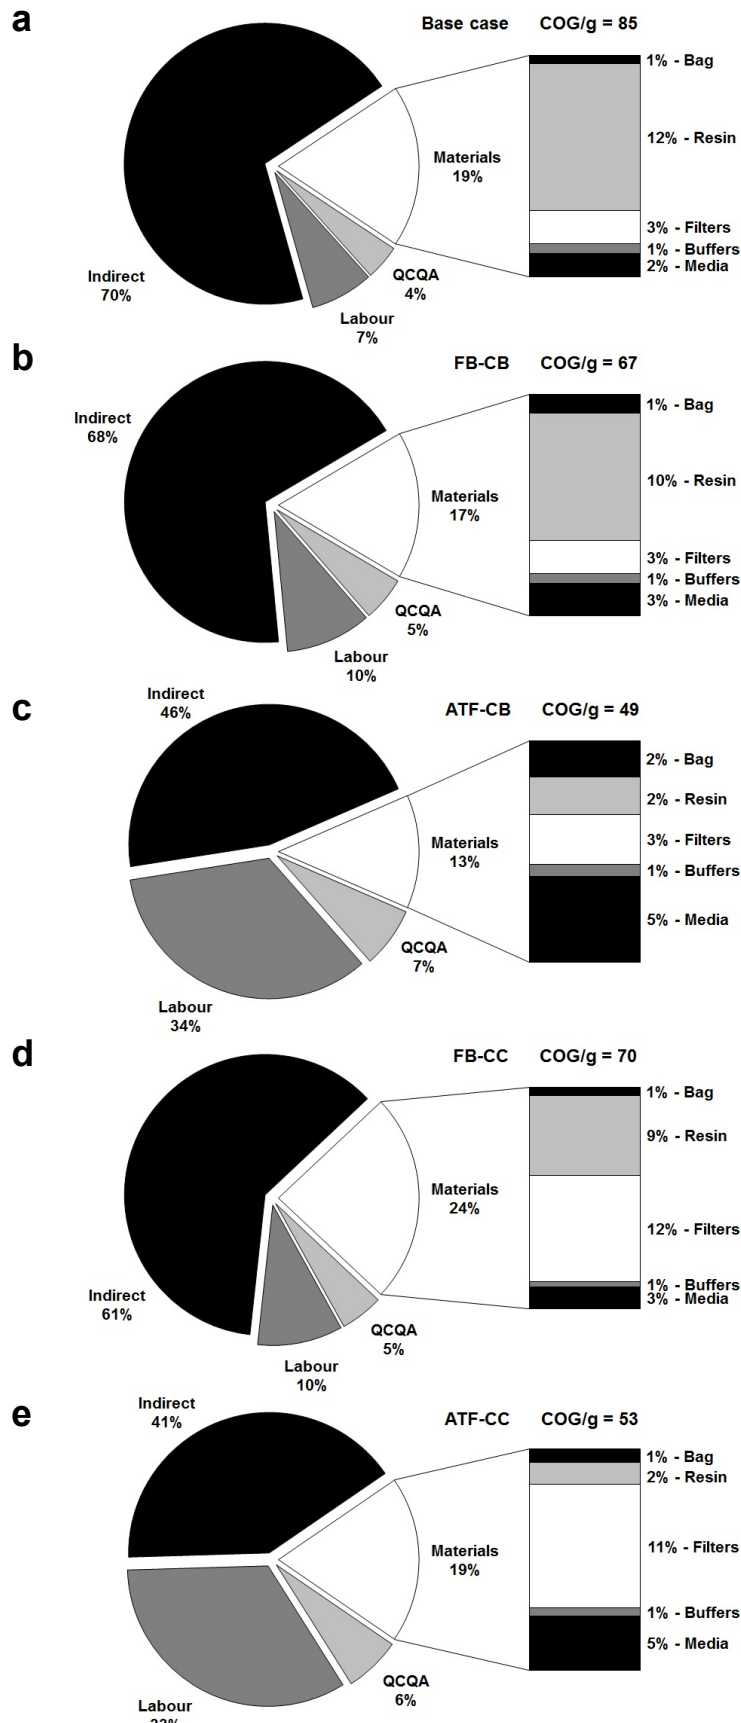 a
Base case COG/g = 85
1% - Bag
12% - Resin
Materials
19%
3% - Filters
1% - Buffers
2% - Media
QCQA
4%
Indirect
70%
Labour
7%
b
FB-CB COG/g = 67
1% - Bag
Indirect
68%
10% - Resin
Materials
17%
3% - Filters
1% - Buffers
3% - Media
QCQA
5%
Labour
10%
c
Indirect
46%
ATF-CB COG/g = 49
2% - Bag
2% - Resin
Materials
13%
3% - Filters
1% - Buffers
5% - Media
QCQA
7%
Labour
34%
d
FB-CC COG/g = 70
1% - Bag
9% - Resin
Materials
24%
12% - Filters
1% - Buffers
3% - Media
Indirect
61%
QCQA
5%
Labour
10%
e
Indirect
41%
ATF-CC COG/g = 53
1% - Bag
2% - Resin
Materials
19%
11% - Filters
1% - Buffers
5% - Media
QCQA
6%
Labour